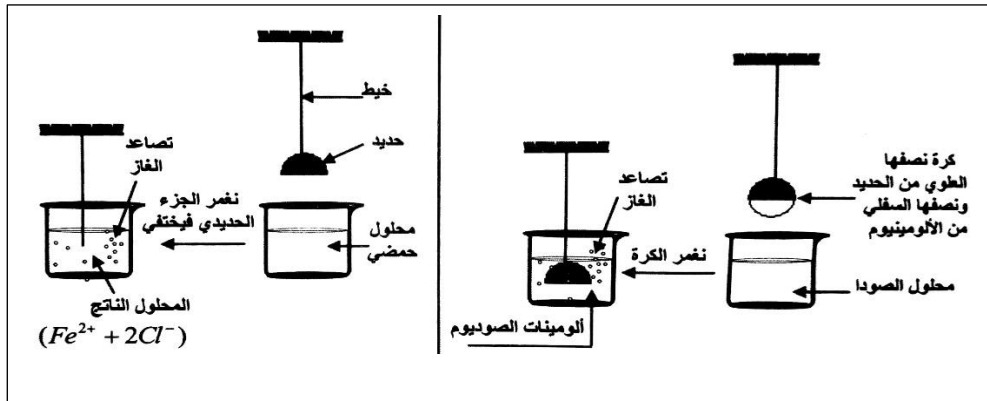 كرة نصفها
العلوي من الحديد
ونصفها السفلي
من الألومينيوم
محلول الصودا
نغمر الكرة
تصاعد
الغاز
ألومينات الصوديوم
خيط
حديد
محلول
حمضي
نغمر الجزء
الحديدي فيختفي
تصاعد
الغاز
المحلول الناتج
(Fe²⁺ + 2Cl⁻)